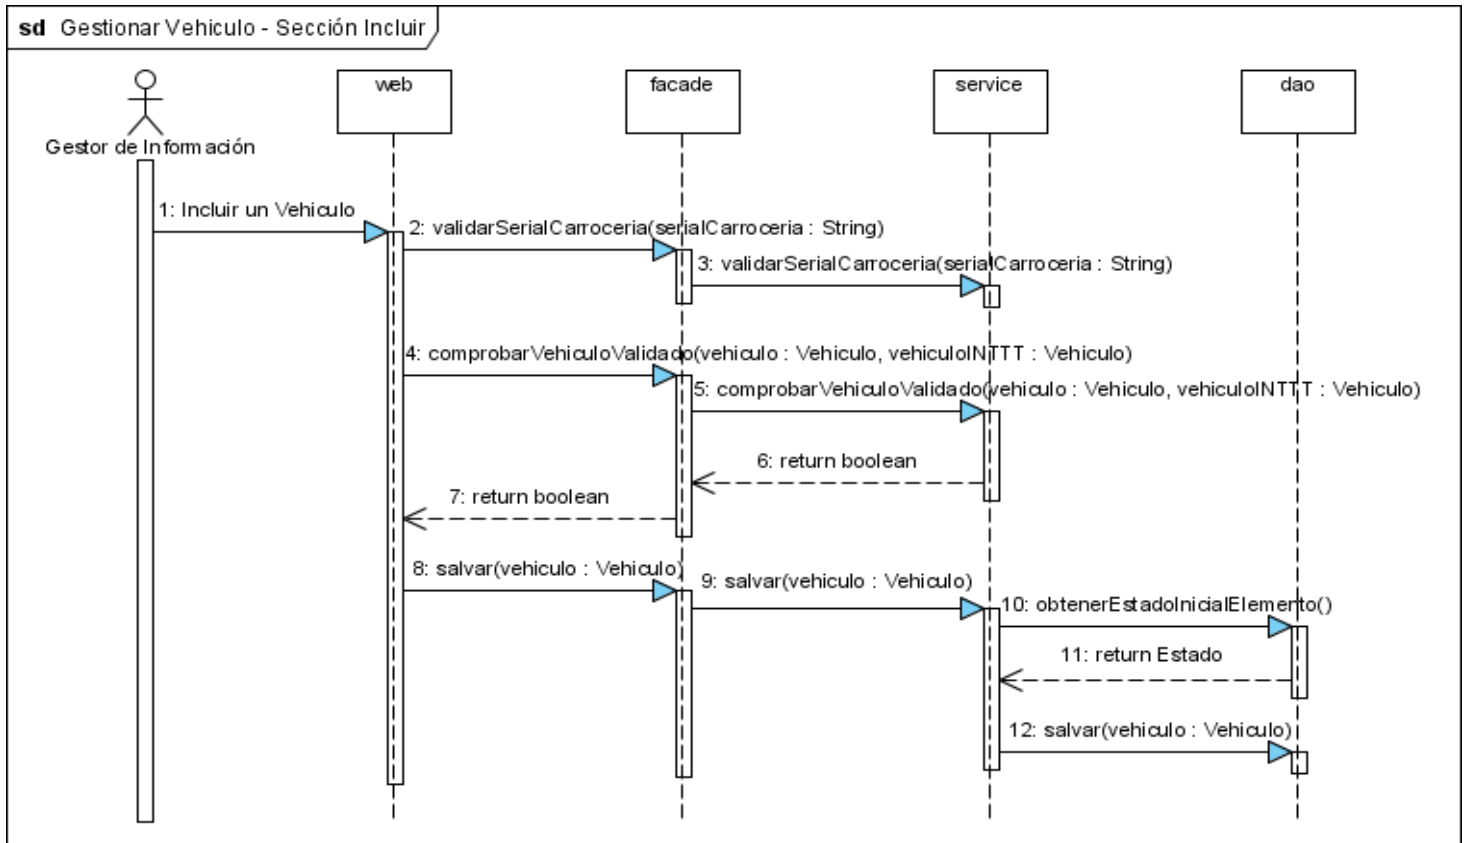 sd Gestionar Vehiculo - Sección Incluir
web
facade
service
dao
Gestor de Información
1: Incluir un Vehiculo
2: validarSerialCarroceria(serialCarroceria : String)
3: validarSerialCarroceria(serialCarroceria : String)
4: comprobarVehiculoValidado(vehiculo : Vehiculo, vehiculoINTTT : Vehiculo)
5: comprobarVehiculoValidado(vehiculo : Vehiculo, vehiculoINTTT : Vehiculo)
6: return boolean
7: return boolean
8: salvar(vehiculo : Vehiculo)
9: salvar(vehiculo : Vehiculo)
10: obtenerEstadoInicialElemento()
11: return Estado
12: salvar(vehiculo : Vehiculo)